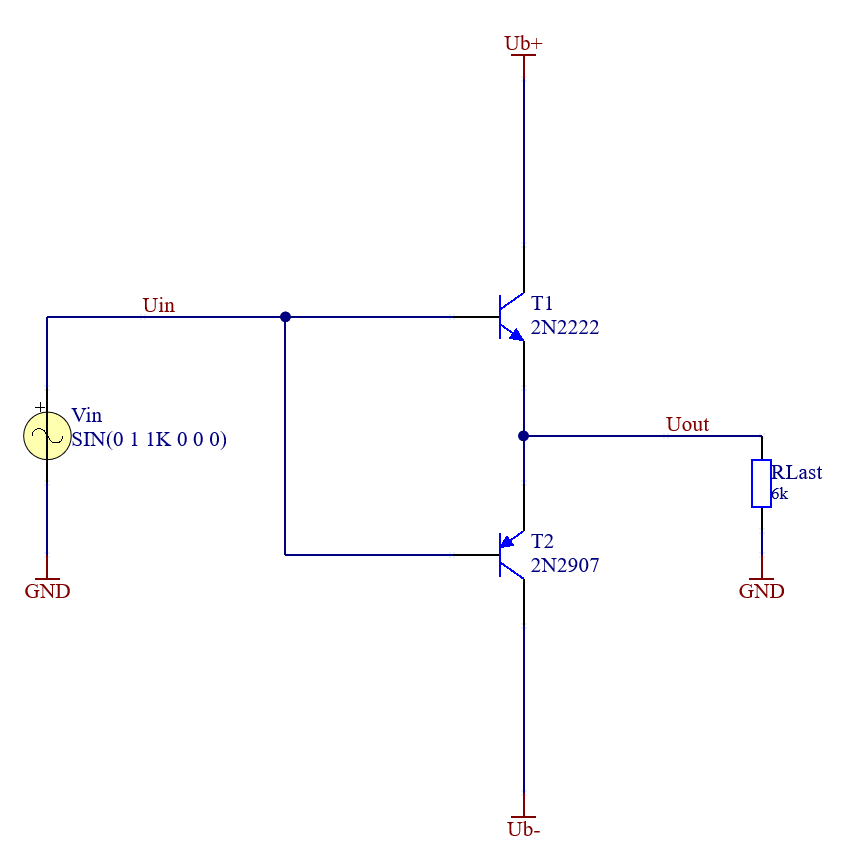 Ub+
T1
2N2222
Uin
Vin
SIN(0 1 1K 0 0 0)
+
Uout
RLast
6k
T2
2N2907
GND
GND
Ub-